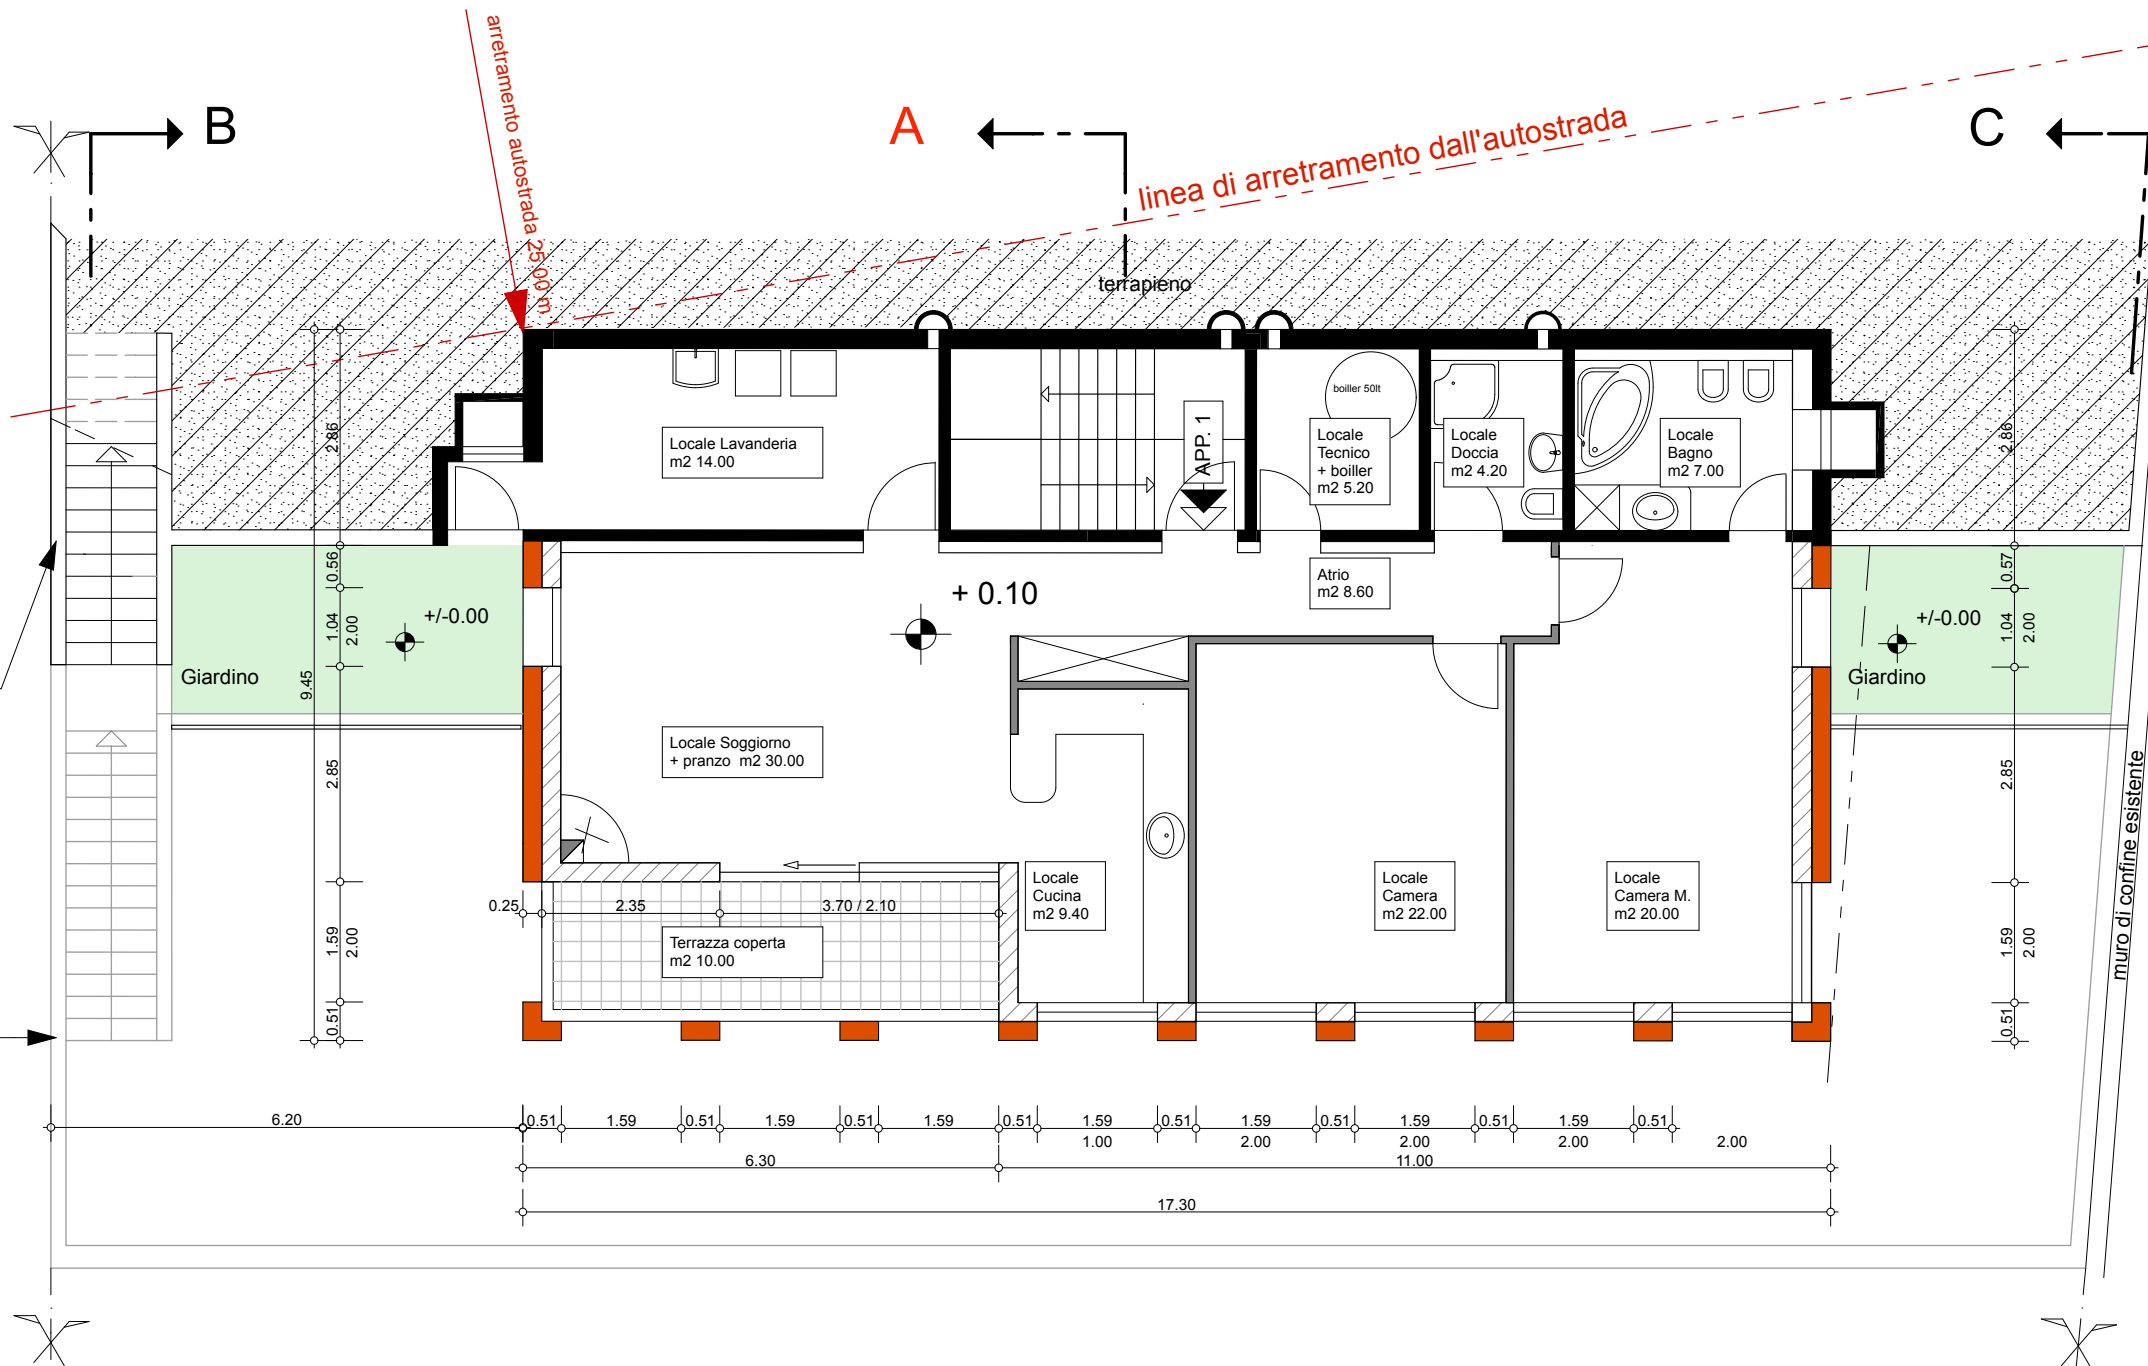 arretramento autostrada 25.00 m
B
A
C
linea di arretramento dall'autostrada
terrapieno
boiller 50lt
APP. 1
Locale Lavanderia
m2 14.00
Locale
Tecnico
+ boiller
m2 5.20
Locale
Doccia
m2 4.20
Locale
Bagno
m2 7.00
2.86
2.86
0.56
1.04
2.00
9.45
2.85
1.59
2.00
0.51
+/-0.00
Giardino
+ 0.10
Atrio
m2 8.60
0.57
1.04
2.00
2.85
1.59
2.00
0.51
+/-0.00
Giardino
muro di confine esistente
Locale Soggiorno
+ pranzo m2 30.00
Locale
Cucina
m2 9.40
Locale
Camera
m2 22.00
Locale
Camera M.
m2 20.00
0.25
2.35
3.70 / 2.10
Terrazza coperta
m2 10.00
6.20
0.51 1.59 0.51 1.59 0.51 1.59 0.51 1.59 0.51 1.59 0.51 1.59 0.51 1.59 0.51
1.00 2.00 2.00 2.00 2.00
6.30 11.00
17.30